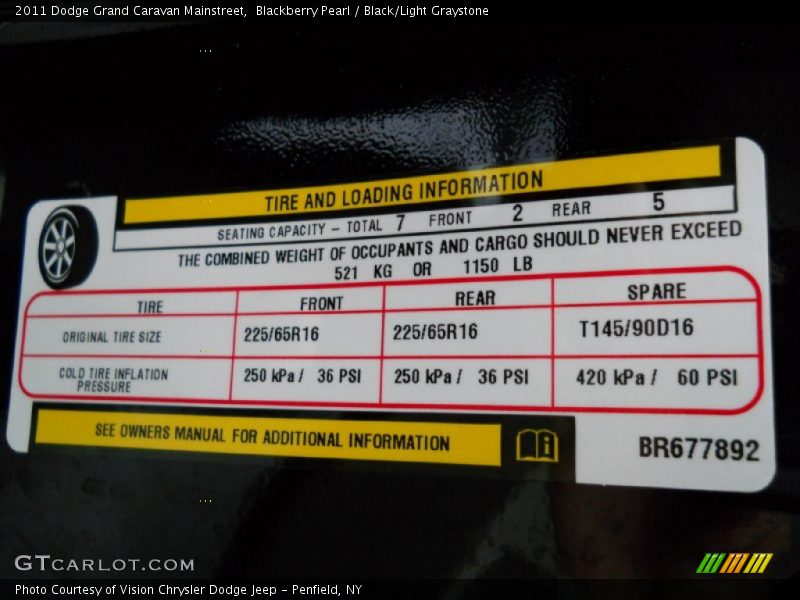 2011 Dodge Grand Caravan Mainstreet,  Blackberry Pearl / Black/Light Graystone
TIRE AND LOADING INFORMATION
SEATING CAPACITY – TOTAL 7 FRONT 2 REAR 5
THE COMBINED WEIGHT OF OCCUPANTS AND CARGO SHOULD NEVER EXCEED
521 KG OR 1150 LB
TIRE FRONT REAR SPARE
ORIGINAL TIRE SIZE 225/65R16 225/65R16 T145/90D16
COLD TIRE INFLATION PRESSURE 250 kPa / 36 PSI 250 kPa / 36 PSI 420 kPa / 60 PSI
SEE OWNERS MANUAL FOR ADDITIONAL INFORMATION
BR677892
GTCARLOT.COM
Photo Courtesy of Vision Chrysler Dodge Jeep – Penfield, NY